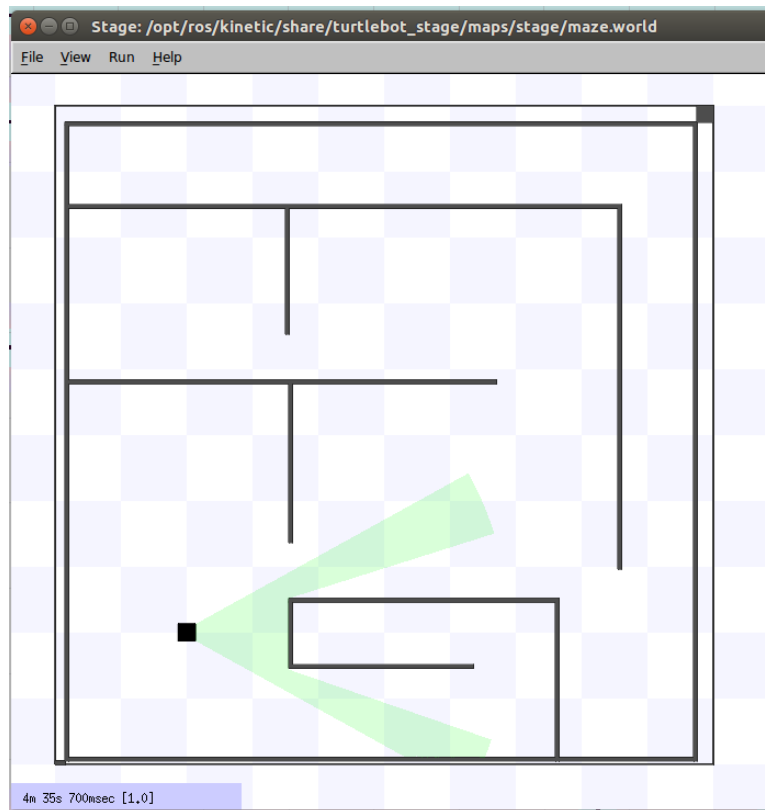 Stage: /opt/ros/kinetic/share/turtlebot_stage/maps/stage/maze.world
File View Run Help
4m 35s 700msec [1.0]